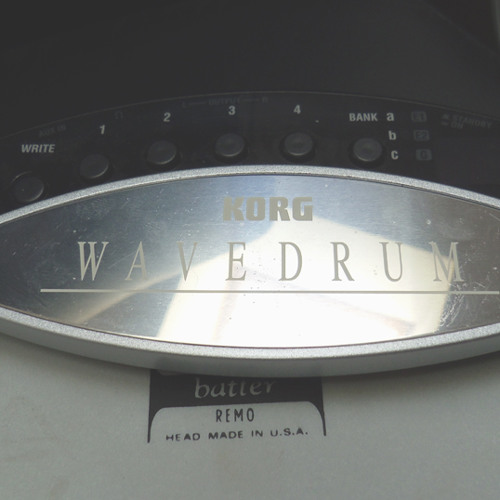 1 2 3 4 BANK a
WRITE
b
c
KORG
WAVEDRUM
batter
REMO
HEAD MADE IN U.S.A.